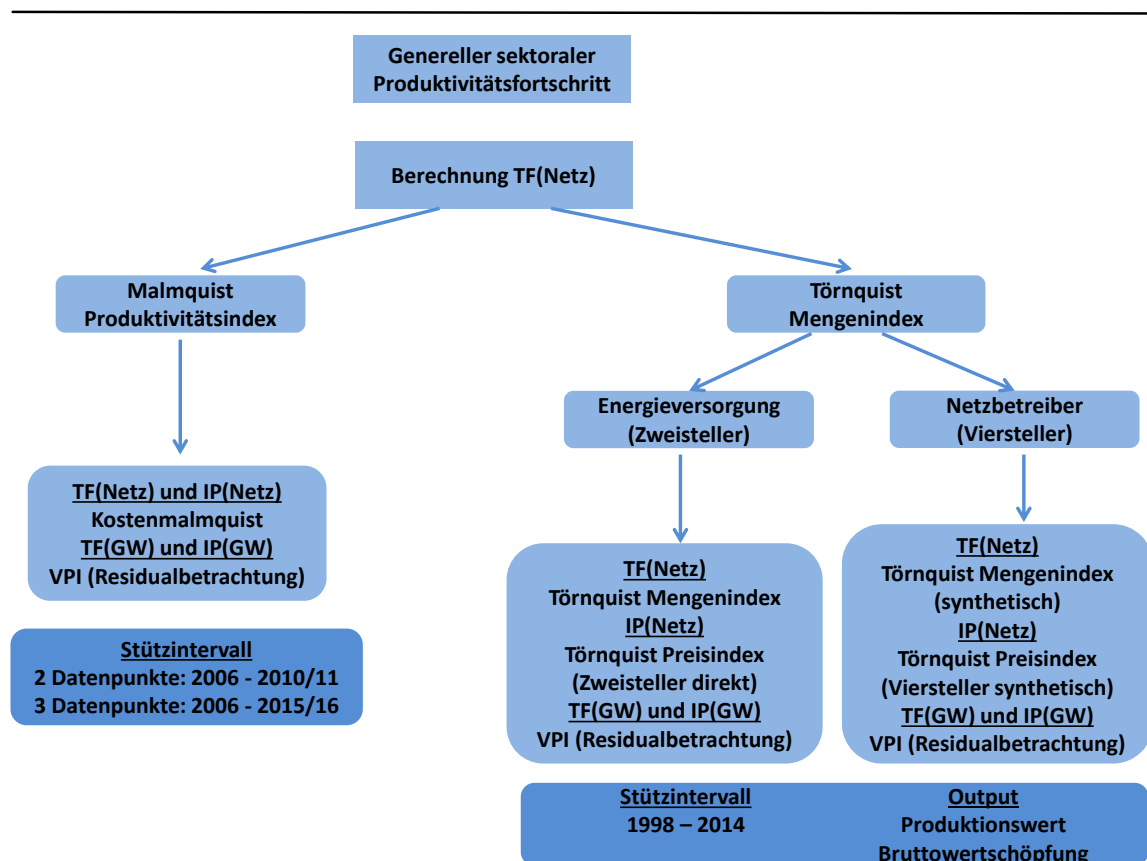 Genereller sektoraler
Produktivitätsfortschritt
Berechnung TF(Netz)
Malmquist
Produktivitätsindex
Törnquist
Mengenindex
Energieversorgung
(Zweisteller)
Netzbetreiber
(Viersteller)
TF(Netz) und IP(Netz)
Kostenmalmquist
TF(GW) und IP(GW)
VPI (Residualbetrachtung)
Stützintervall
2 Datenpunkte: 2006 - 2010/11
3 Datenpunkte: 2006 - 2015/16
TF(Netz)
Törnquist Mengenindex
IP(Netz)
Törnquist Preisindex
(Zweisteller direkt)
TF(GW) und IP(GW)
VPI (Residualbetrachtung)
TF(Netz)
Törnquist Mengenindex
(synthetisch)
IP(Netz)
Törnquist Preisindex
(Viersteller synthetisch)
TF(GW) und IP(GW)
VPI (Residualbetrachtung)
Stützintervall
1998 – 2014
Output
Produktionswert
Bruttowertschöpfung